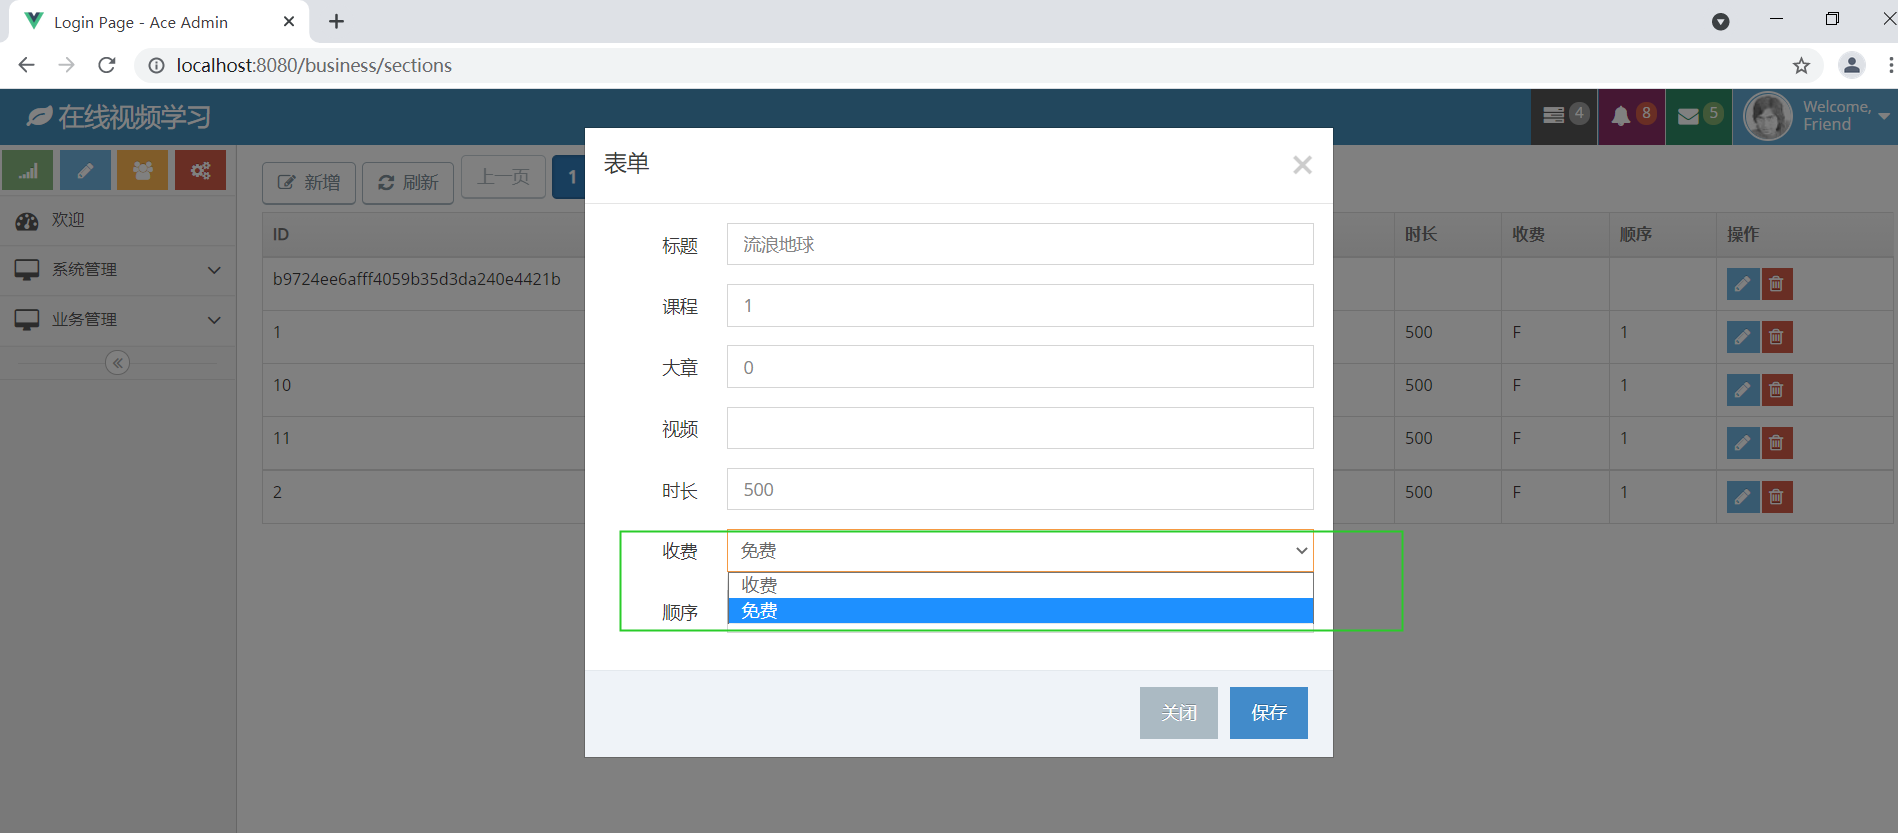 Login Page - Ace Admin
localhost:8080/business/sections
在线视频学习
4
8
5
Welcome,
Friend
欢迎
系统管理
业务管理
新增
刷新
上一页
1
ID
时长
收费
顺序
操作
b9724ee6afff4059b35d3da240e4421b
1
500
F
1
10
500
F
1
11
500
F
1
2
500
F
1
表单
标题
流浪地球
课程
1
大章
0
视频
时长
500
收费
免费
收费
免费
顺序
关闭
保存